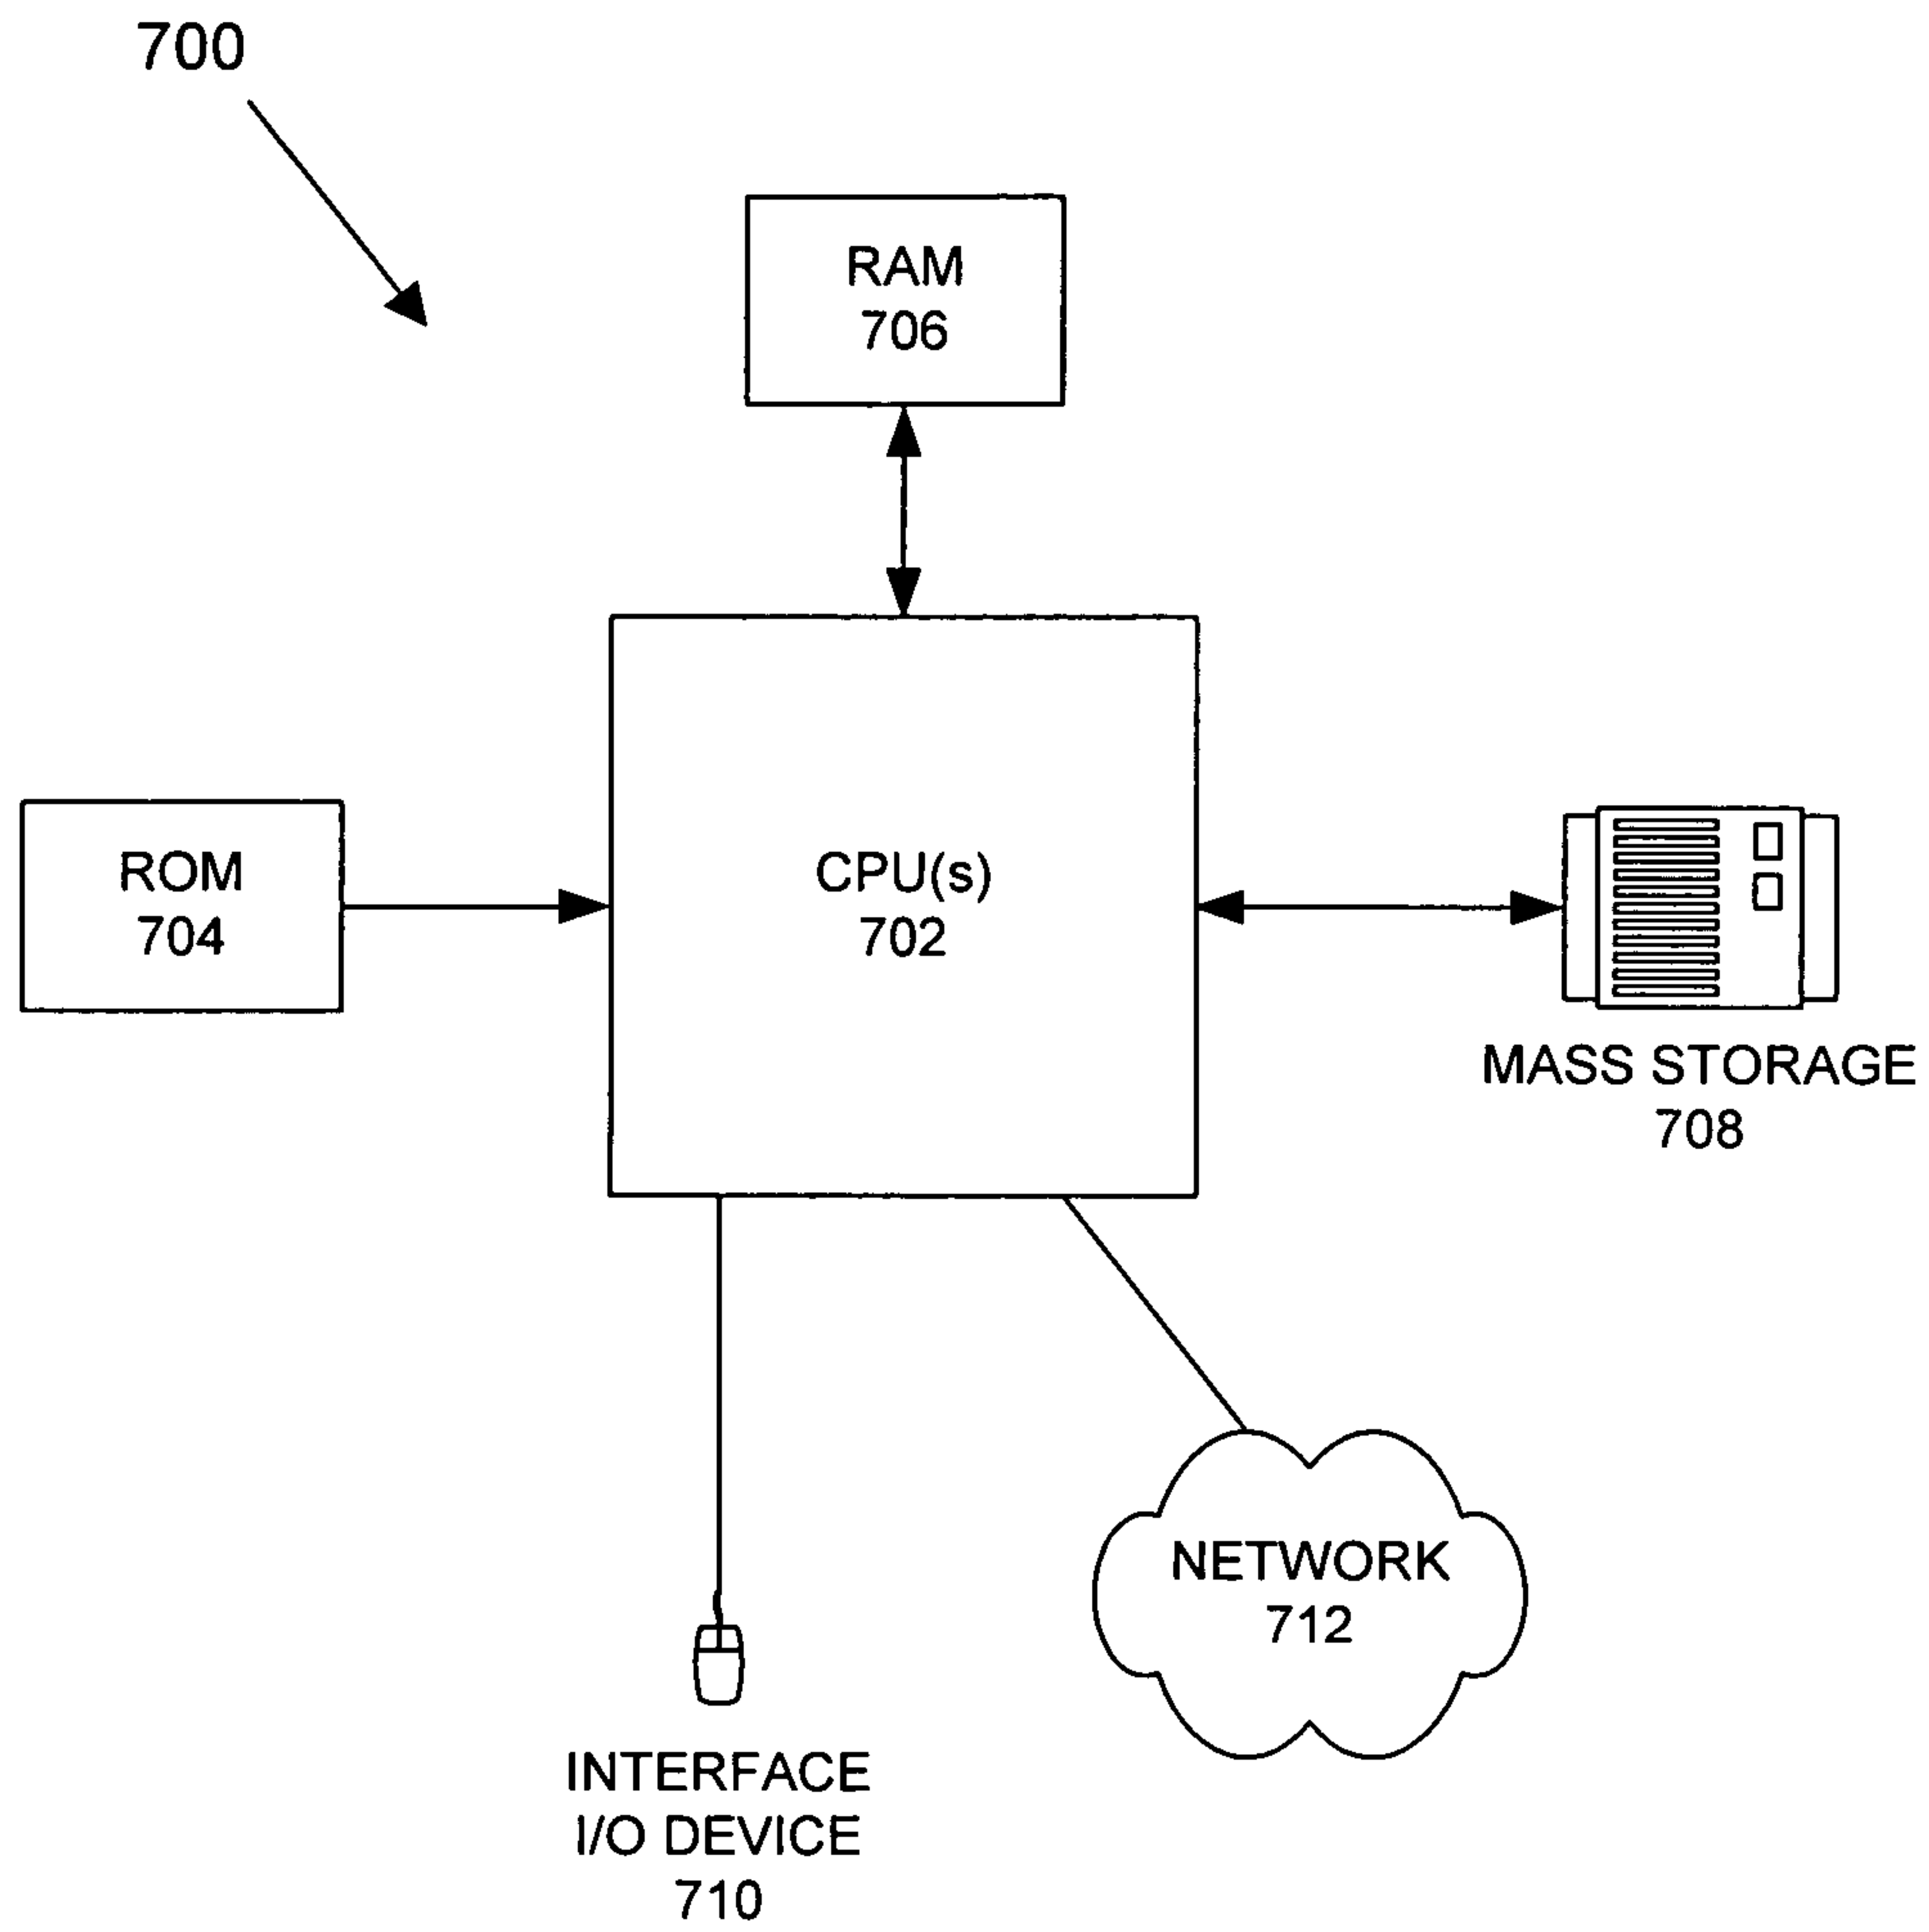 700
RAM
706
ROM
704
CPU(s)
702
MASS STORAGE
708
NETWORK
712
INTERFACE
I/O DEVICE
710